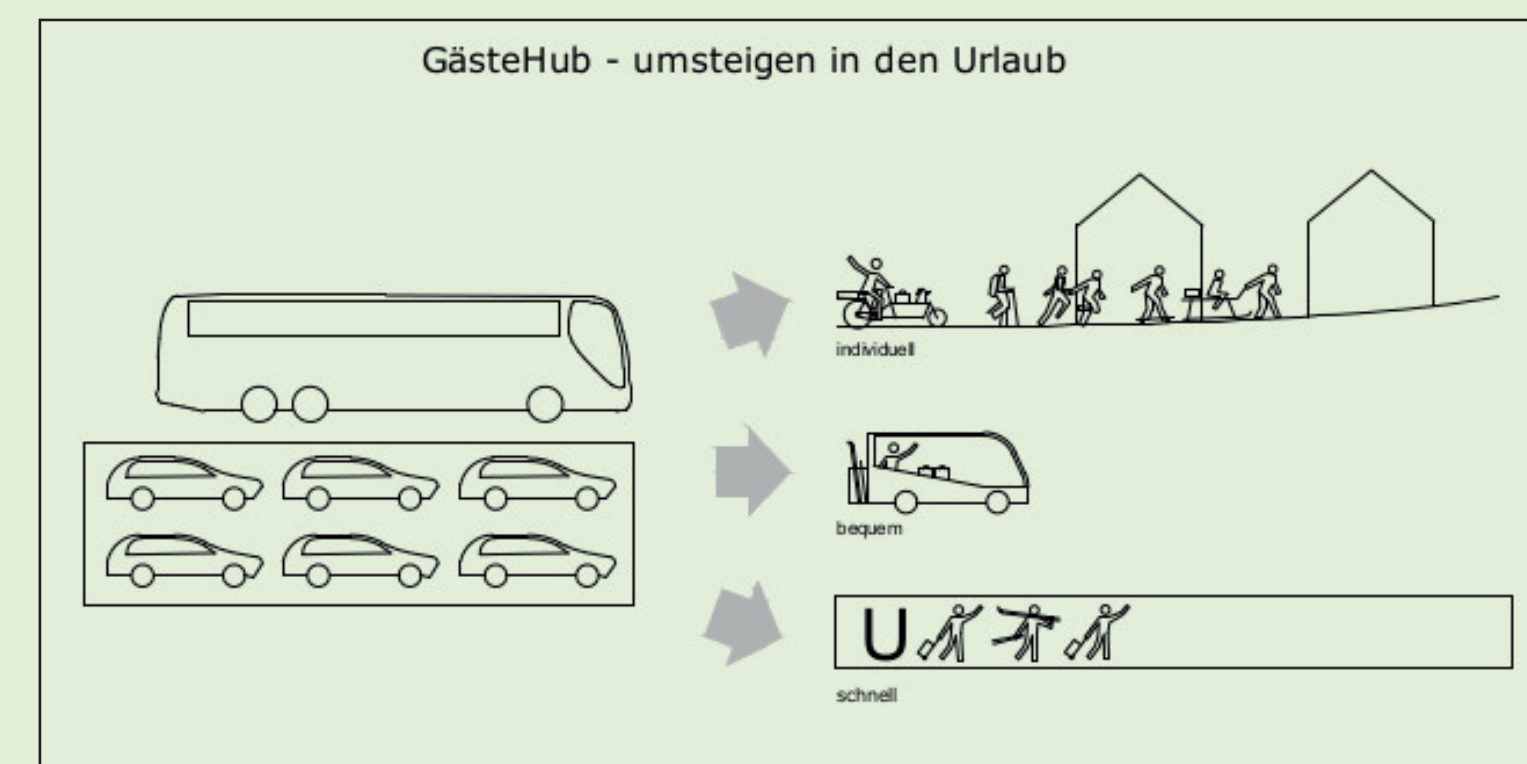 GästeHub - umsteigen in den Urlaub
individuell
bequem
U
schnell